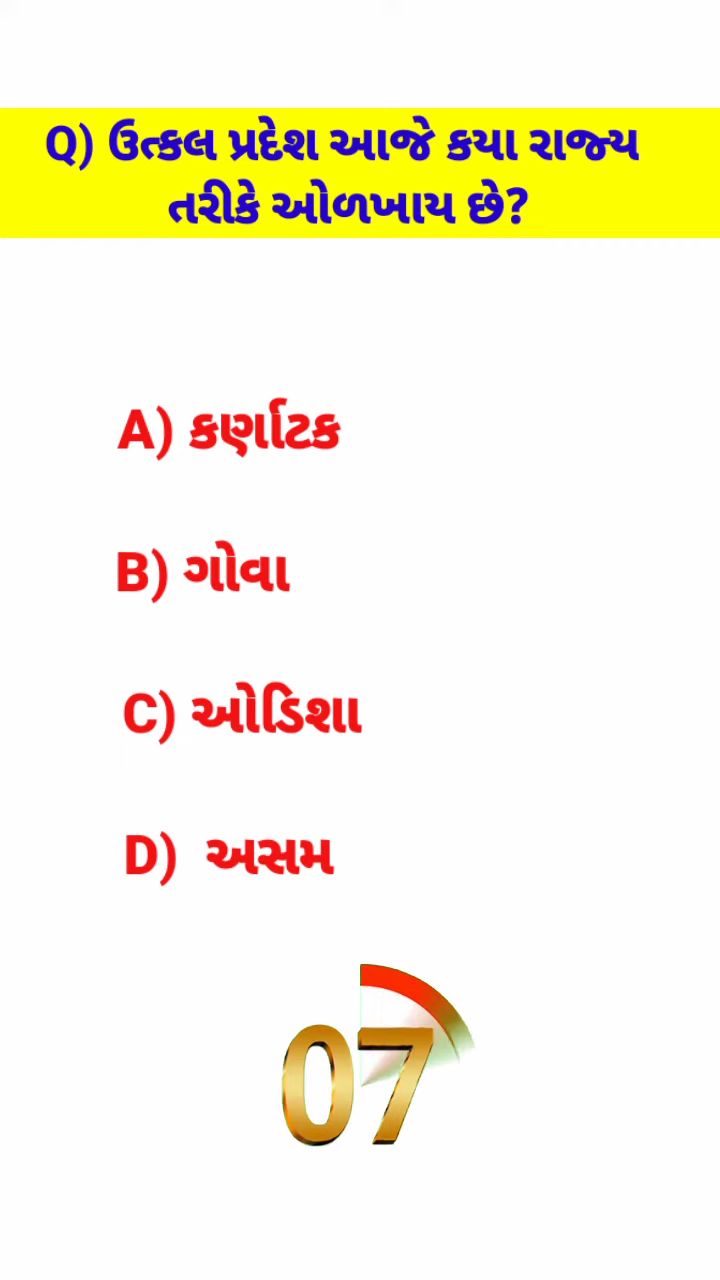 Q) ઉત્કલ પ્રદેશ આજે કયા રાજ્ય
તરીકે ઓળખાય છે?
A) કર્ણાટક
B) ગોવા
C) ઓડિશા
D) અસમ
07